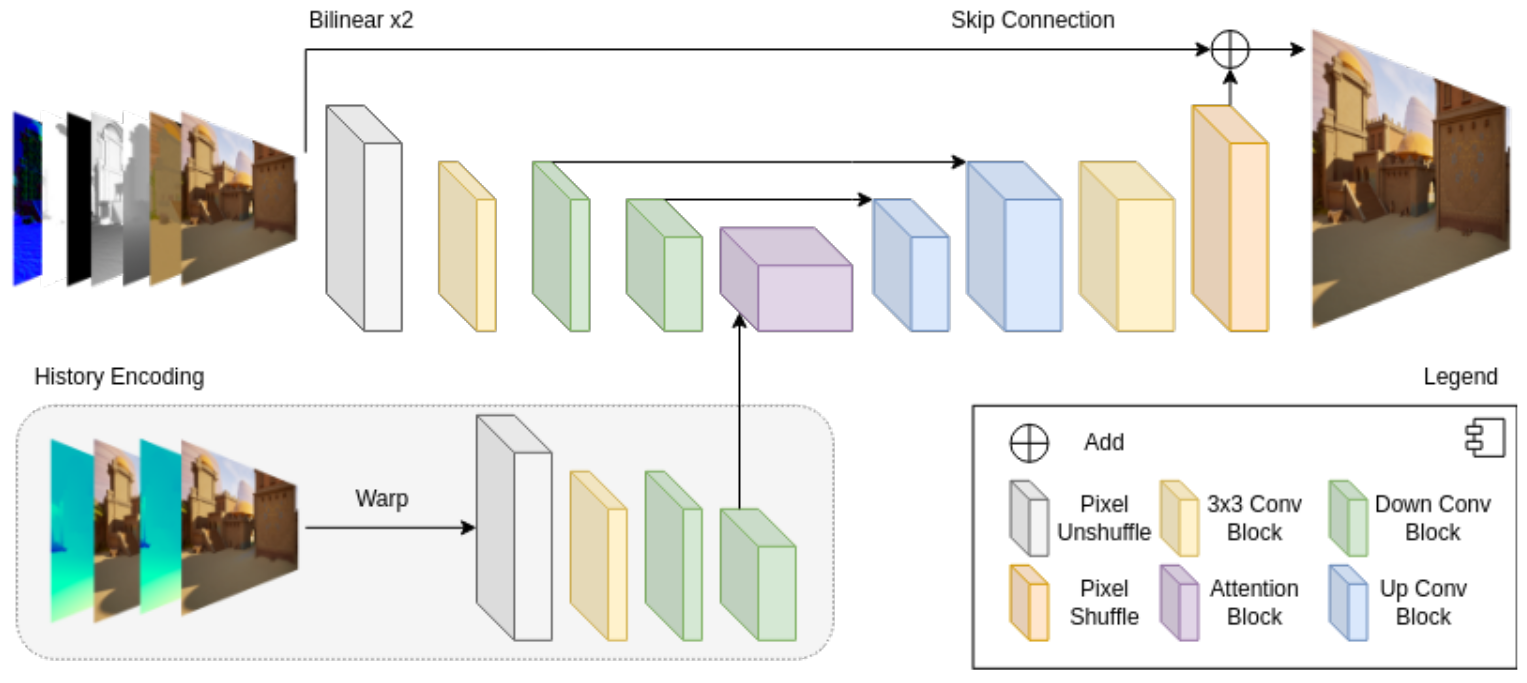 Bilinear x2
Skip Connection
History Encoding
Warp
Legend
Add
Pixel
Unshuffle
3x3 Conv
Block
Down Conv
Block
Pixel
Shuffle
Attention
Block
Up Conv
Block